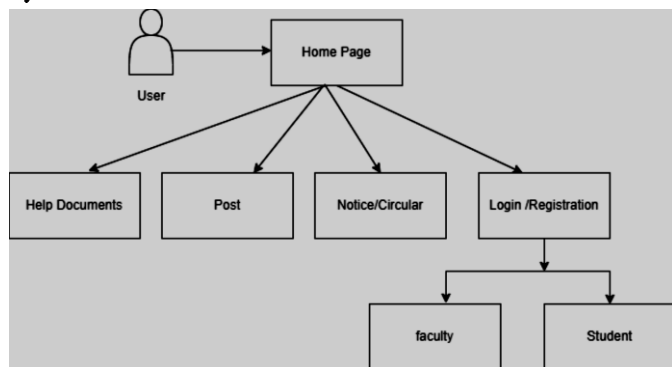 Home Page
User
Help Documents
Post
Notice/Circular
Login /Registration
faculty
Student